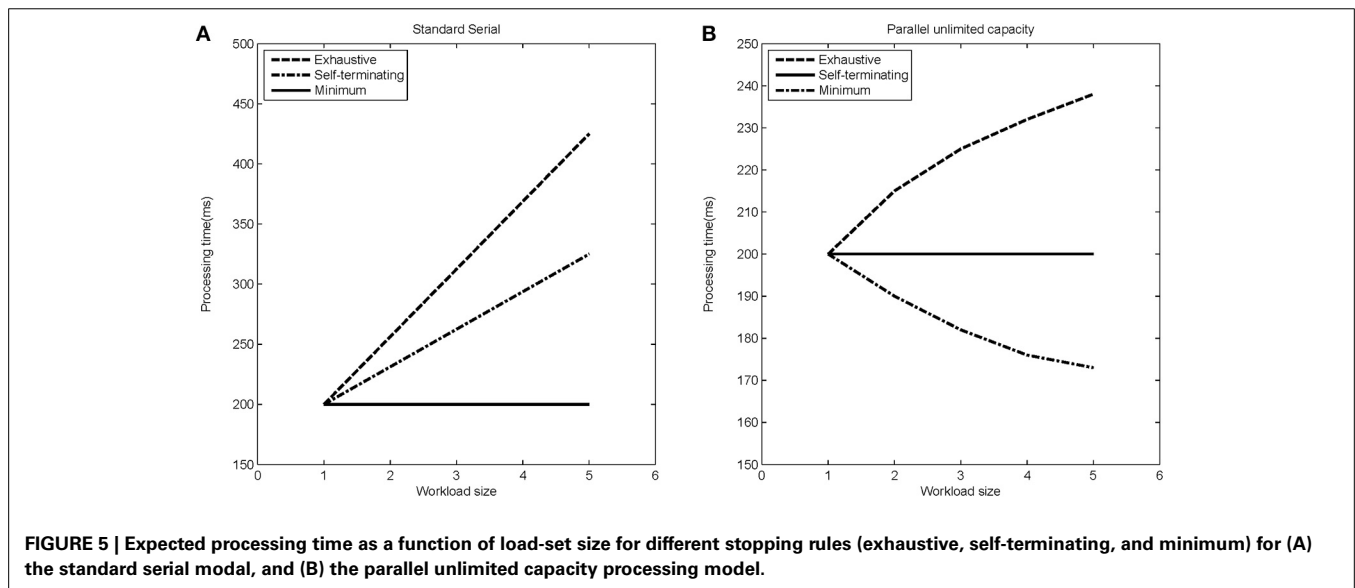 A
Standard Serial
Exhaustive
Self-terminating
Minimum
500
450
400
350
300
250
200
150
Processing time(ms)
0 1 2 3 4 5 6
Workload size
B
Parallel unlimited capacity
Exhaustive
Self-terminating
Minimum
250
240
230
220
210
200
190
180
170
160
150
Processing time(ms)
0 1 2 3 4 5 6
Workload size
FIGURE 5 | Expected processing time as a function of load-set size for different stopping rules (exhaustive, self-terminating, and minimum) for (A)
the standard serial modal, and (B) the parallel unlimited capacity processing model.